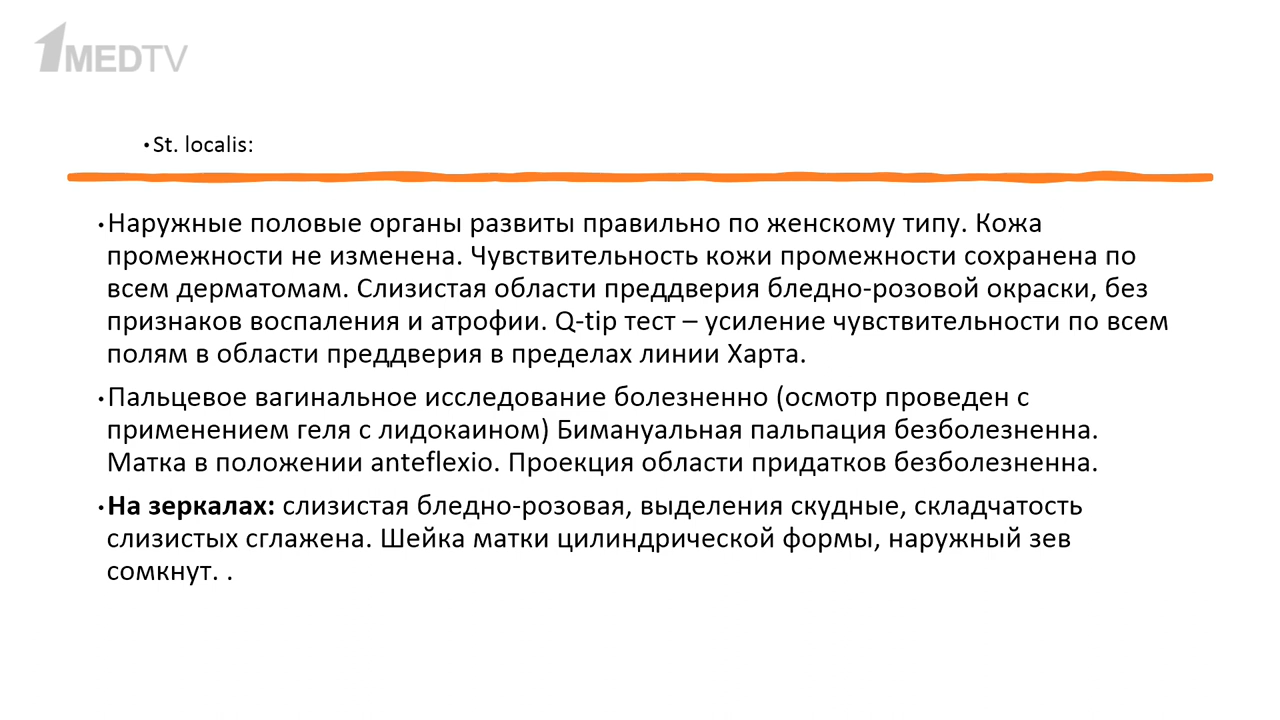 1MEDTV
• St. localis:
• Наружные половые органы развиты правильно по женскому типу. Кожа
промежности не изменена. Чувствительность кожи промежности сохранена по
всем дерматомам. Слизистая области преддверия бледно-розовой окраски, без
признаков воспаления и атрофии. Q-tip тест – усиление чувствительности по всем
полям в области преддверия в пределах линии Харта.
• Пальцевое вагинальное исследование болезненно (осмотр проведен с
применением геля с лидокаином) Бимануальная пальпация безболезненна.
Матка в положении anteflexio. Проекция области придатков безболезненна.
• На зеркалах: слизистая бледно-розовая, выделения скудные, складчатость
слизистых сглажена. Шейка матки цилиндрической формы, наружный зев
сомкнут. .